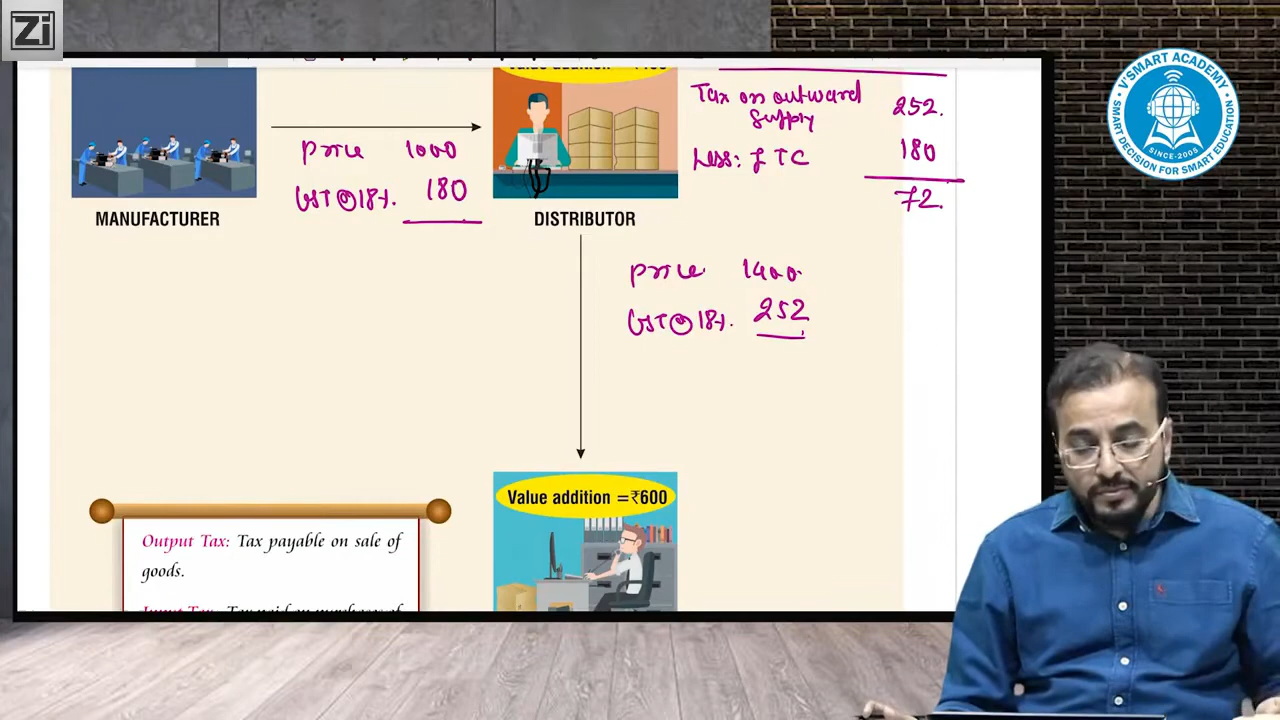 Zi
V'SMART ACADEMY
SMART DECISION FOR SMART EDUCATION
SINCE-2005
Tax on outward 252.
Supply
Less: ITC 180
72.
Price 1000
GST@18%. 180
MANUFACTURER
DISTRIBUTOR
Price 1400.
GST@18%. 252
Value addition =₹600
Output Tax: Tax payable on sale of
goods.